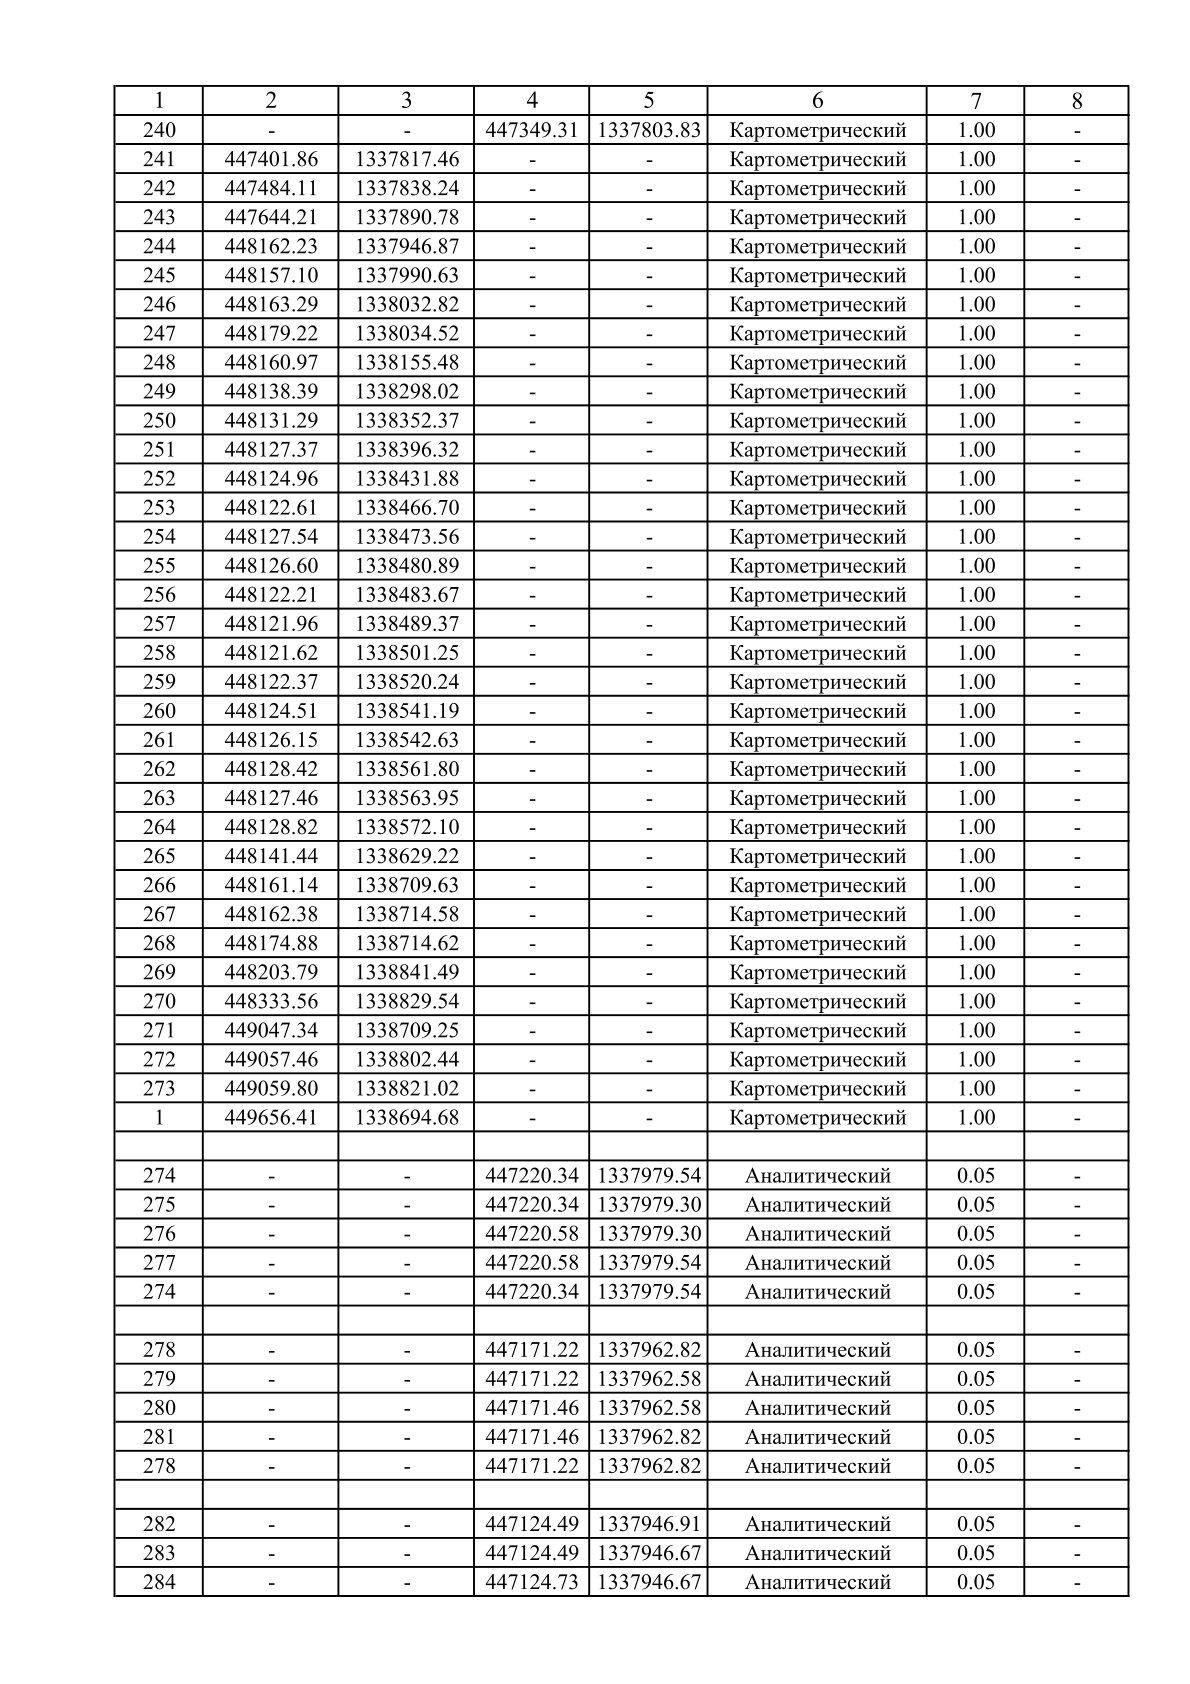 1 2 3 4 5 6 7 8
240 - - 447349.31 1337803.83 Картометрический 1.00 -
241 447401.86 1337817.46 - - Картометрический 1.00 -
242 447484.11 1337838.24 - - Картометрический 1.00 -
243 447644.21 1337890.78 - - Картометрический 1.00 -
244 448162.23 1337946.87 - - Картометрический 1.00 -
245 448157.10 1337990.63 - - Картометрический 1.00 -
246 448163.29 1338032.82 - - Картометрический 1.00 -
247 448179.22 1338034.52 - - Картометрический 1.00 -
248 448160.97 1338155.48 - - Картометрический 1.00 -
249 448138.39 1338298.02 - - Картометрический 1.00 -
250 448131.29 1338352.37 - - Картометрический 1.00 -
251 448127.37 1338396.32 - - Картометрический 1.00 -
252 448124.96 1338431.88 - - Картометрический 1.00 -
253 448122.61 1338466.70 - - Картометрический 1.00 -
254 448127.54 1338473.56 - - Картометрический 1.00 -
255 448126.60 1338480.89 - - Картометрический 1.00 -
256 448122.21 1338483.67 - - Картометрический 1.00 -
257 448121.96 1338489.37 - - Картометрический 1.00 -
258 448121.62 1338501.25 - - Картометрический 1.00 -
259 448122.37 1338520.24 - - Картометрический 1.00 -
260 448124.51 1338541.19 - - Картометрический 1.00 -
261 448126.15 1338542.63 - - Картометрический 1.00 -
262 448128.42 1338561.80 - - Картометрический 1.00 -
263 448127.46 1338563.95 - - Картометрический 1.00 -
264 448128.82 1338572.10 - - Картометрический 1.00 -
265 448141.44 1338629.22 - - Картометрический 1.00 -
266 448161.14 1338709.63 - - Картометрический 1.00 -
267 448162.38 1338714.58 - - Картометрический 1.00 -
268 448174.88 1338714.62 - - Картометрический 1.00 -
269 448203.79 1338841.49 - - Картометрический 1.00 -
270 448333.56 1338829.54 - - Картометрический 1.00 -
271 449047.34 1338709.25 - - Картометрический 1.00 -
272 449057.46 1338802.44 - - Картометрический 1.00 -
273 449059.80 1338821.02 - - Картометрический 1.00 -
1 449656.41 1338694.68 - - Картометрический 1.00 -
274 - - 447220.34 1337979.54 Аналитический 0.05 -
275 - - 447220.34 1337979.30 Аналитический 0.05 -
276 - - 447220.58 1337979.30 Аналитический 0.05 -
277 - - 447220.58 1337979.54 Аналитический 0.05 -
274 - - 447220.34 1337979.54 Аналитический 0.05 -
278 - - 447171.22 1337962.82 Аналитический 0.05 -
279 - - 447171.22 1337962.58 Аналитический 0.05 -
280 - - 447171.46 1337962.58 Аналитический 0.05 -
281 - - 447171.46 1337962.82 Аналитический 0.05 -
278 - - 447171.22 1337962.82 Аналитический 0.05 -
282 - - 447124.49 1337946.91 Аналитический 0.05 -
283 - - 447124.49 1337946.67 Аналитический 0.05 -
284 - - 447124.73 1337946.67 Аналитический 0.05 -